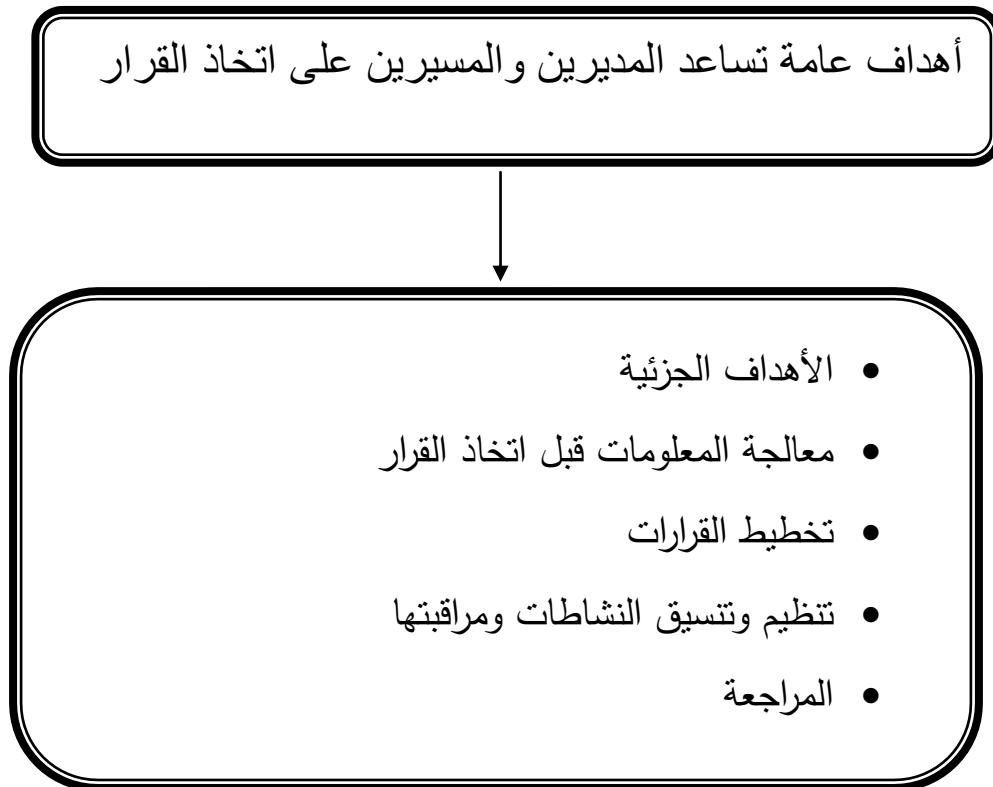 أهداف عامة تساعد المديرين والمسيرين على اتخاذ القرار
• الأهداف الجزئية
• معالجة المعلومات قبل اتخاذ القرار
• تخطيط القرارات
• تنظيم وتنسيق النشاطات ومراقبتها
• المراجعة